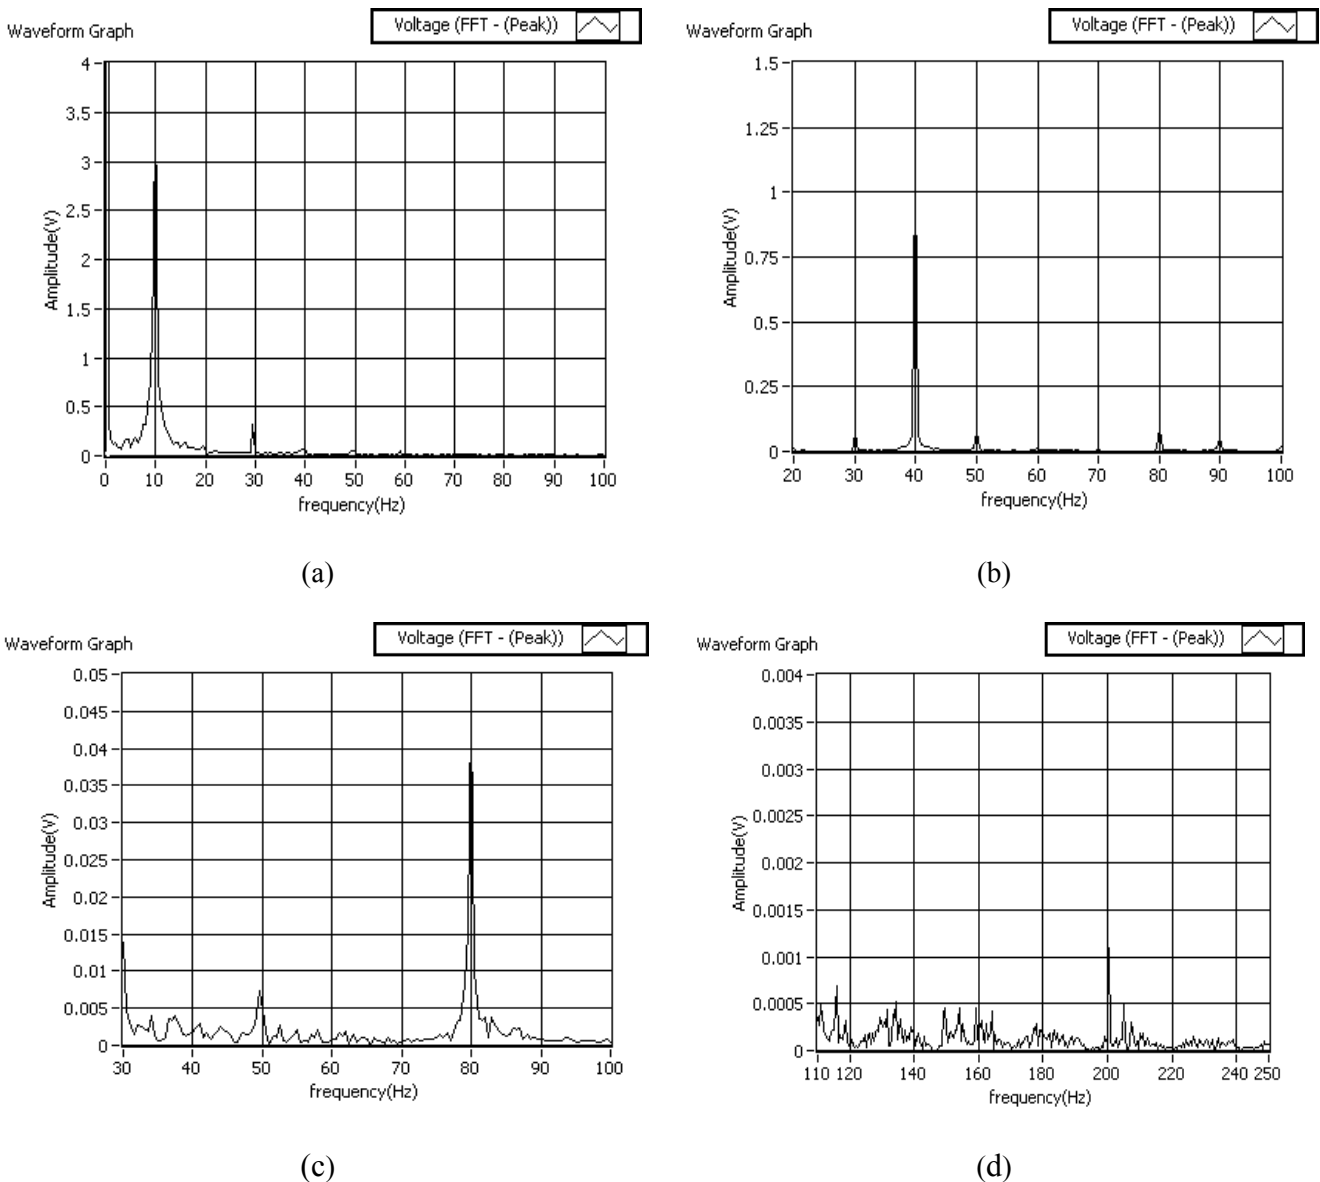 Waveform Graph
Voltage (FFT - (Peak))
4
3.5
3
2.5
2
1.5
1
0.5
0
Amplitude(V)
0 10 20 30 40 50 60 70 80 90 100
frequency(Hz)
(a)
Waveform Graph
Voltage (FFT - (Peak))
1.5
1.25
1
0.75
0.5
0.25
0
Amplitude(V)
20 30 40 50 60 70 80 90 100
frequency(Hz)
(b)
Waveform Graph
Voltage (FFT - (Peak))
0.05
0.045
0.04
0.035
0.03
0.025
0.02
0.015
0.01
0.005
0
Amplitude(V)
30 40 50 60 70 80 90 100
frequency(Hz)
(c)
Waveform Graph
Voltage (FFT - (Peak))
0.004
0.0035
0.003
0.0025
0.002
0.0015
0.001
0.0005
0
Amplitude(V)
110 120 140 160 180 200 220 240 250
frequency(Hz)
(d)